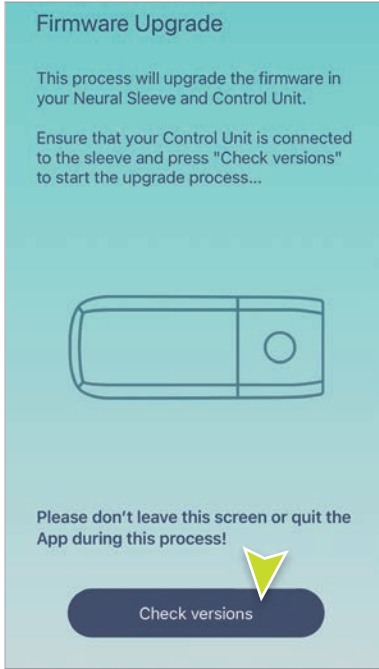 Firmware Upgrade
This process will upgrade the firmware in
your Neural Sleeve and Control Unit.
Ensure that your Control Unit is connected
to the sleeve and press "Check versions"
to start the upgrade process...
Please don't leave this screen or quit the
App during this process!
Check versions